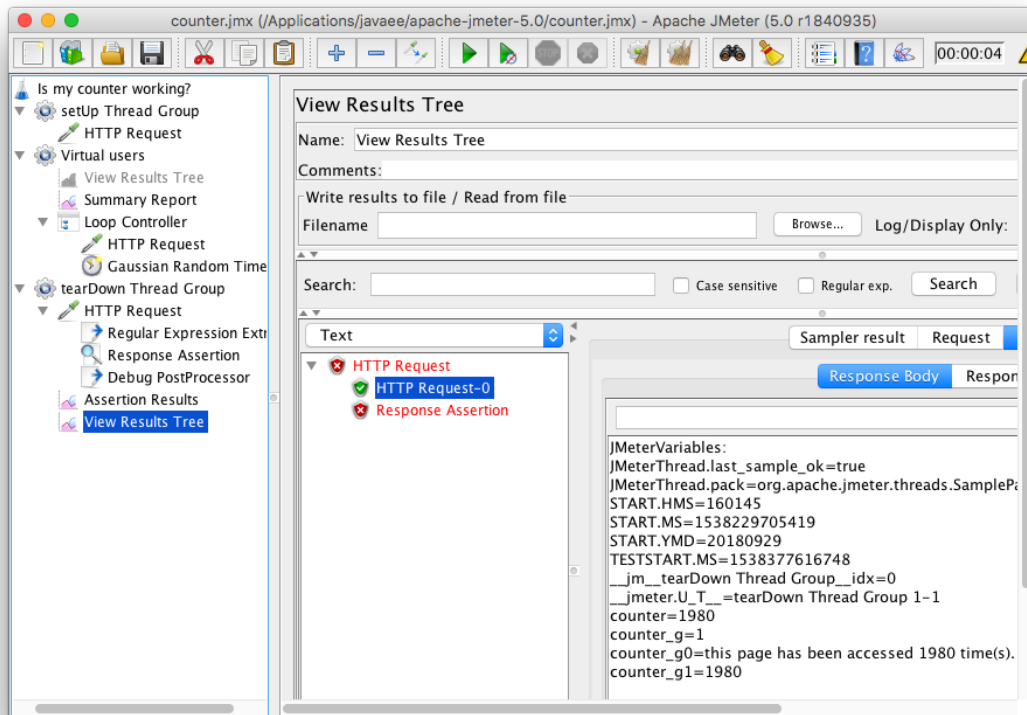 counter.jmx (/Applications/javaee/apache-jmeter-5.0/counter.jmx) - Apache JMeter (5.0 r1840935)
STOP
00:00:04
Is my counter working?
setUp Thread Group
HTTP Request
Virtual users
View Results Tree
Summary Report
Loop Controller
HTTP Request
Gaussian Random Time
tearDown Thread Group
HTTP Request
Regular Expression Extr
Response Assertion
Debug PostProcessor
Assertion Results
View Results Tree
View Results Tree
Name: View Results Tree
Comments:
Write results to file / Read from file
Filename Browse... Log/Display Only:
Search: Case sensitive Regular exp. Search
Text
HTTP Request
HTTP Request-0
Response Assertion
Sampler result Request
Response Body Respon
JMeterVariables:
JMeterThread.last_sample_ok=true
JMeterThread.pack=org.apache.jmeter.threads.SamplePa
START.HMS=160145
START.MS=1538229705419
START.YMD=20180929
TESTSTART.MS=1538377616748
__jm__tearDown Thread Group__idx=0
__jmeter.U_T__=tearDown Thread Group 1-1
counter=1980
counter_g=1
counter_g0=this page has been accessed 1980 time(s).
counter_g1=1980